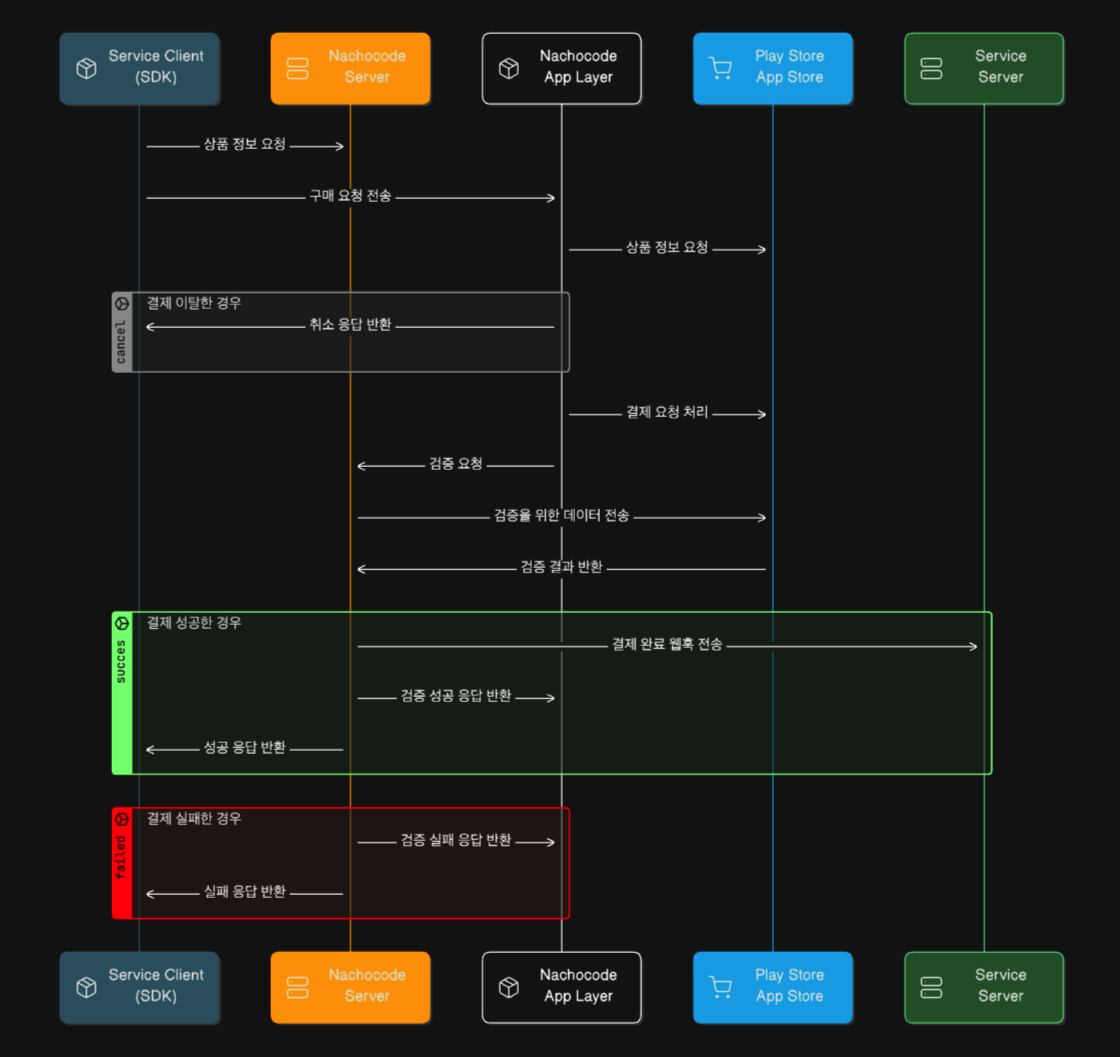 Service Client
(SDK)
Nachocode
Server
Nachocode
App Layer
Play Store
App Store
Service
Server
상품 정보 요청
구매 요청 전송
상품 정보 요청
cancel
결제 이탈한 경우
취소 응답 반환
결제 요청 처리
검증 요청
검증을 위한 데이터 전송
검증 결과 반환
succes
결제 성공한 경우
결제 완료 웹훅 전송
검증 성공 응답 반환
성공 응답 반환
failed
결제 실패한 경우
검증 실패 응답 반환
실패 응답 반환
Service Client
(SDK)
Nachocode
Server
Nachocode
App Layer
Play Store
App Store
Service
Server